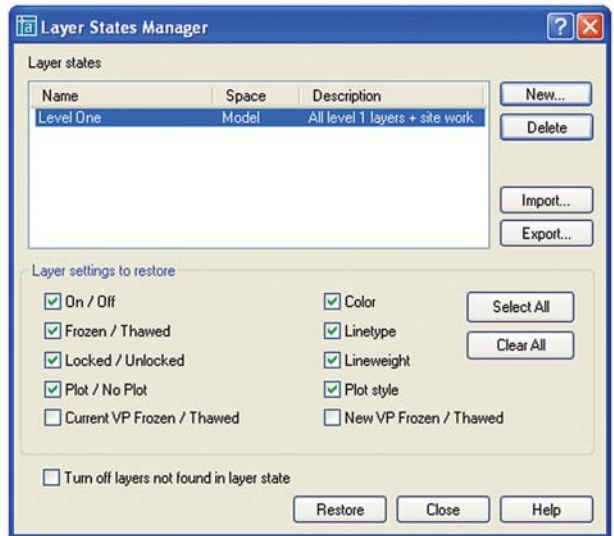 Layer States Manager
Layer states
Name Space Description New...
Level One Model All level 1 layers + site work
Delete
Import...
Export...
Layer settings to restore
On / Off Color Select All
Frozen / Thawed Linetype
Locked / Unlocked Lineweight Clear All
Plot / No Plot Plot style
Current VP Frozen / Thawed New VP Frozen / Thawed
Turn off layers not found in layer state
Restore Close Help